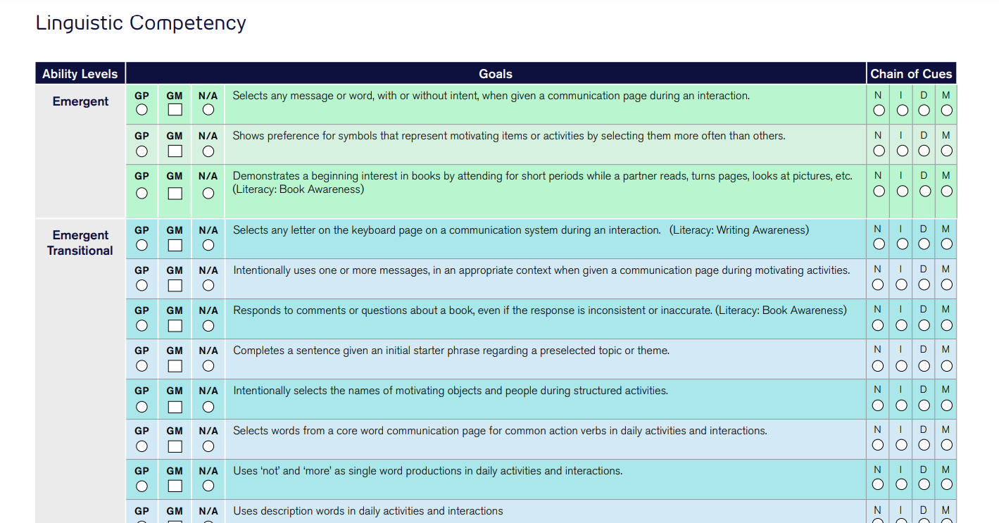 Linguistic Competency
Ability Levels Goals Chain of Cues
Emergent GP GM N/A Selects any message or word, with or without intent, when given a communication page during an interaction. N I D M
GP GM N/A Shows preference for symbols that represent motivating items or activities by selecting them more often than others. N I D M
GP GM N/A Demonstrates a beginning interest in books by attending for short periods while a partner reads, turns pages, looks at pictures, etc. N I D M
(Literacy: Book Awareness)
Emergent GP GM N/A Selects any letter on the keyboard page on a communication system during an interaction. (Literacy: Writing Awareness) N I D M
Transitional
GP GM N/A Intentionally uses one or more messages, in an appropriate context when given a communication page during motivating activities. N I D M
GP GM N/A Responds to comments or questions about a book, even if the response is inconsistent or inaccurate. (Literacy: Book Awareness) N I D M
GP GM N/A Completes a sentence given an initial starter phrase regarding a preselected topic or theme. N I D M
GP GM N/A Intentionally selects the names of motivating objects and people during structured activities. N I D M
GP GM N/A Selects words from a core word communication page for common action verbs in daily activities and interactions. N I D M
GP GM N/A Uses ‘not’ and ‘more’ as single word productions in daily activities and interactions. N I D M
GP GM N/A Uses description words in daily activities and interactions N I D M